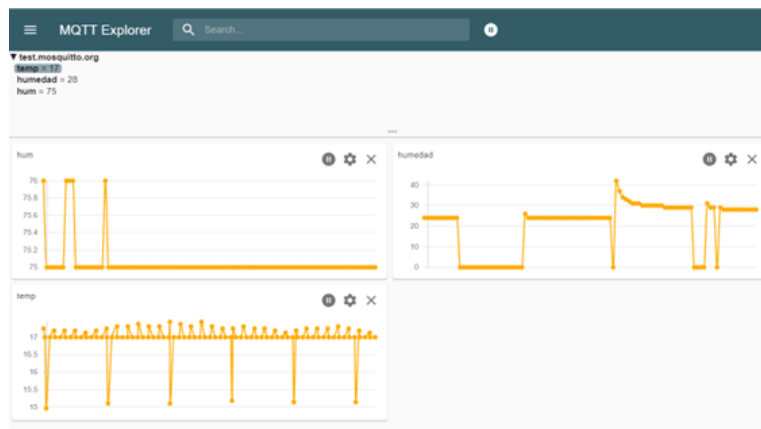 MQTT Explorer
Search...
▼ test.mosquitto.org
temp = 17
humedad = 28
hum = 75
hum
76
75.8
75.6
75.4
75.2
75
humedad
40
30
20
10
0
temp
17
16.5
16
15.5
15